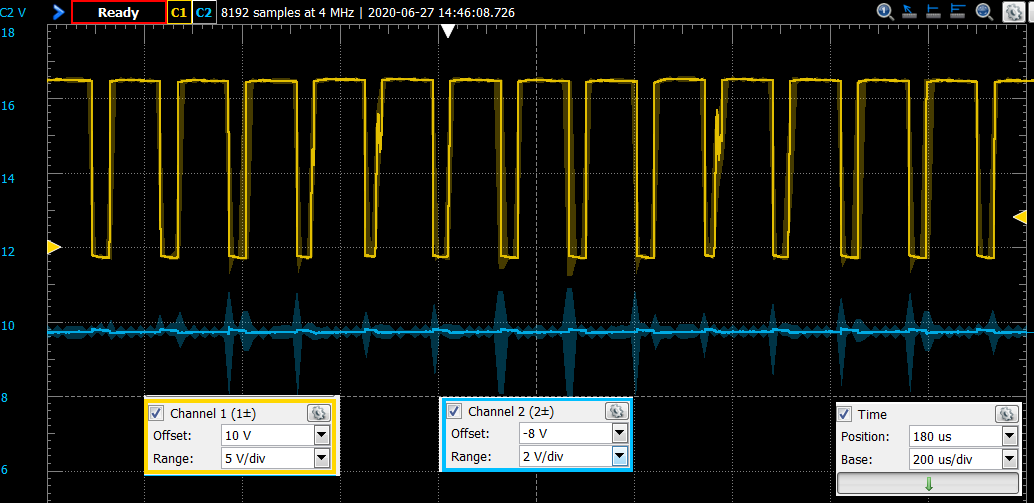 C2 V Ready C1 C2 8192 samples at 4 MHz | 2020-06-27 14:46:08.726
18
16
14
12
10
8
6
Channel 1 (1±)
Offset: 10 V
Range: 5 V/div
Channel 2 (2±)
Offset: -8 V
Range: 2 V/div
Time
Position: 180 us
Base: 200 us/div